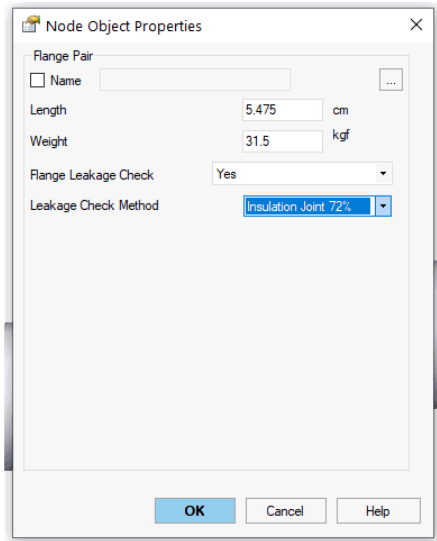 Node Object Properties
Flange Pair
Name
...
Length 5.475 cm
Weight 31.5 kgf
Flange Leakage Check Yes
Leakage Check Method Insulation Joint 72%
OK Cancel Help